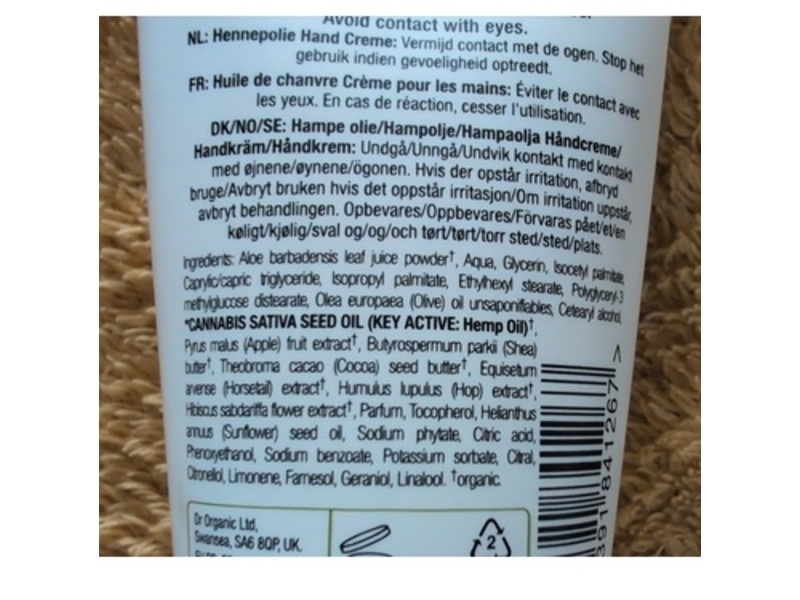 Avoid contact with eyes.
NL: Hennepolie Hand Creme: Vermijd contact met de ogen. Stop het
gebruik indien gevoeligheid optreedt.
FR: Huile de chanvre Crème pour les mains: Éviter le contact avec
les yeux. En cas de réaction, cesser l'utilisation.
DK/NO/SE: Hampe olie/Hampolje/Hampaolja Håndcreme/
Handkräm/Håndkrem: Undgå/Unngå/Undvik kontakt med kontakt
med øjnene/øynene/ögonen. Hvis der opstår irritation, afbryd
bruge/Avbryt bruken hvis det oppstår irritasjon/Om irritation uppstår,
avbryt behandlingen. Opbevares/Oppbevares/Förvaras pået/et/en
køligt/kjølig/sval og/og/och tørt/tørt/torr sted/sted/plats.
Ingredients: Aloe barbadensis leaf juice powder†, Aqua, Glycerin, Isocetyl palmitate,
Caprylic/capric triglyceride, Isopropyl palmitate, Ethylhexyl stearate, Polyglyceryl-3
methylglucose distearate, Olea europaea (Olive) oil unsaponifiables, Cetearyl alcohol,
*CANNABIS SATIVA SEED OIL (KEY ACTIVE: Hemp Oil)†,
Pyrus malus (Apple) fruit extract†, Butyrospermum parkii (Shea)
butter†, Theobroma cacao (Cocoa) seed butter†, Equisetum
arvense (Horsetail) extract†, Humulus lupulus (Hop) extract†,
Hibiscus sabdariffa flower extract†, Parfum, Tocopherol, Helianthus
annuus (Sunflower) seed oil, Sodium phytate, Citric acid,
Phenoxyethanol, Sodium benzoate, Potassium sorbate, Citral,
Citronellol, Limonene, Farnesol, Geraniol, Linalool. †organic.
391841267 >
Dr Organic Ltd,
Swansea, SA6 8QP, UK.
2